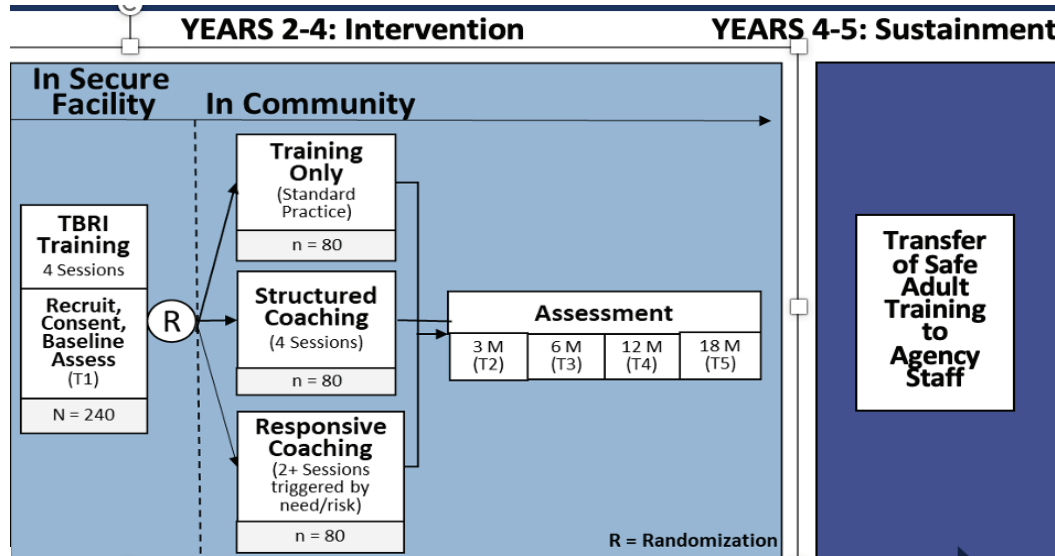 YEARS 2-4: Intervention
YEARS 4-5: Sustainment
In Secure
Facility
In Community
TBRI
Training
4 Sessions
Recruit,
Consent,
Baseline
Assess
(T1)
N = 240
R
Training
Only
(Standard
Practice)
n = 80
Structured
Coaching
(4 Sessions)
n = 80
Responsive
Coaching
(2+ Sessions
triggered by
need/risk)
n = 80
Assessment
3 M
(T2)
6 M
(T3)
12 M
(T4)
18 M
(T5)
R = Randomization
Transfer
of Safe
Adult
Training
to
Agency
Staff